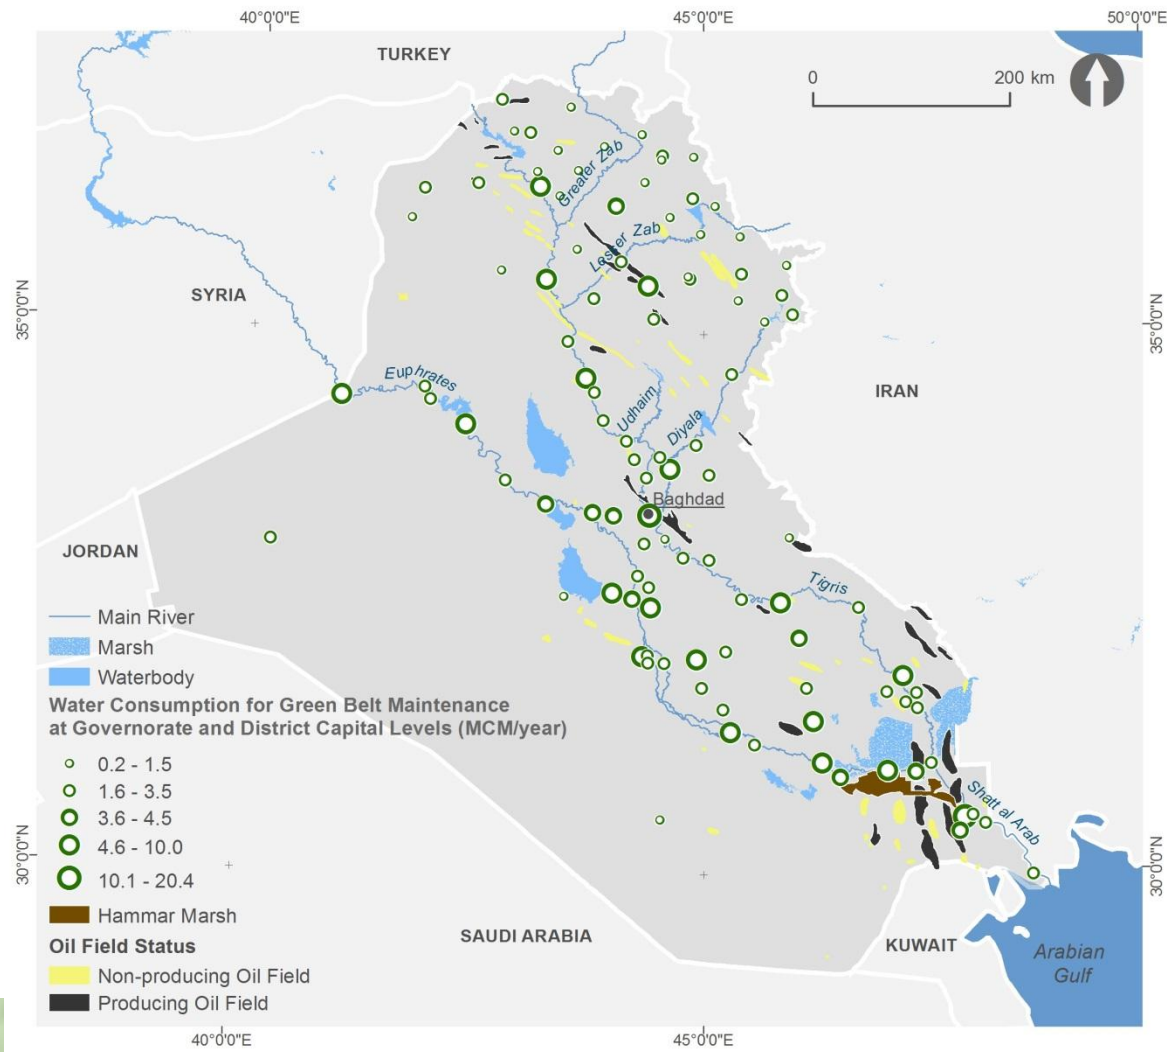 40°0'0"E
45°0'0"E
50°0'0"E
TURKEY
0
200 km
Greater Zab
Lesser Zab
SYRIA
35°0'0"N
35°0'0"N
Euphrates
IRAN
Udhaim
Diyala
Baghdad
JORDAN
Tigris
Main River
Marsh
Waterbody
Water Consumption for Green Belt Maintenance
at Governorate and District Capital Levels (MCM/year)
0.2 - 1.5
1.6 - 3.5
3.6 - 4.5
4.6 - 10.0
10.1 - 20.4
Shatt al Arab
30°0'0"N
30°0'0"N
Hammar Marsh
SAUDI ARABIA
KUWAIT
Arabian
Gulf
Oil Field Status
Non-producing Oil Field
Producing Oil Field
40°0'0"E
45°0'0"E